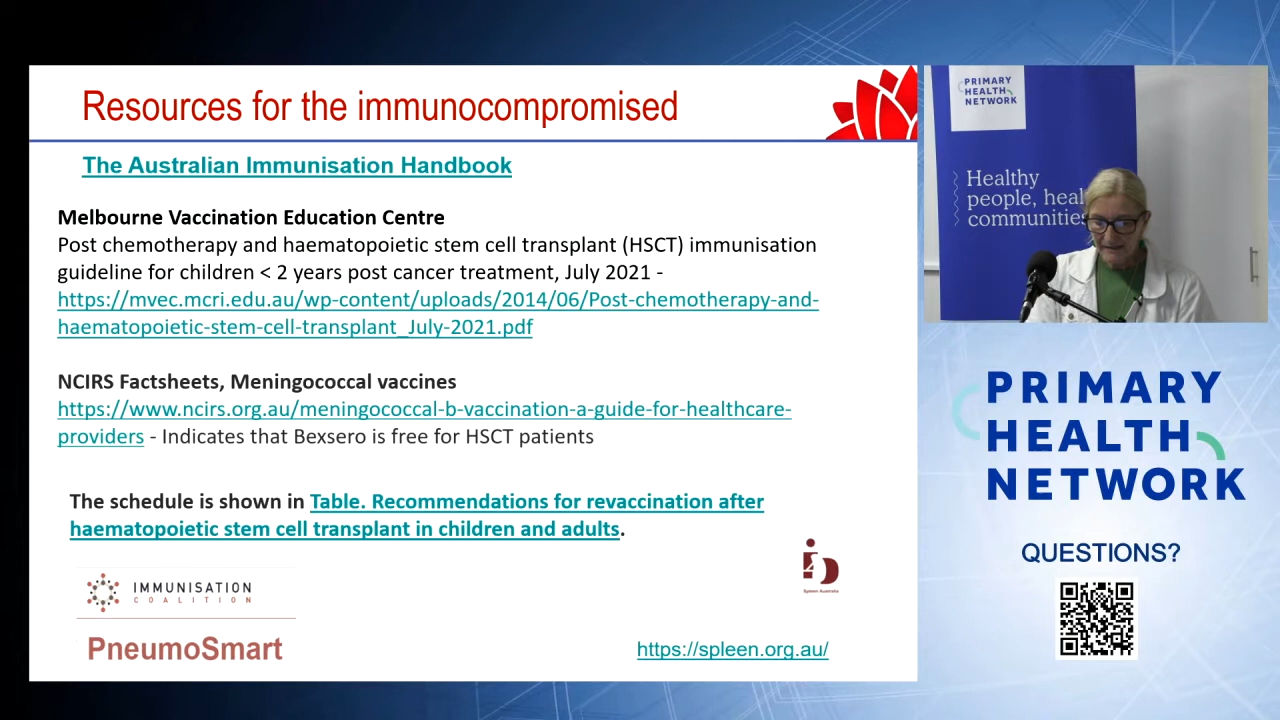 Resources for the immunocompromised
The Australian Immunisation Handbook
Melbourne Vaccination Education Centre
Post chemotherapy and haematopoietic stem cell transplant (HSCT) immunisation
guideline for children < 2 years post cancer treatment, July 2021 -
https://mvec.mcri.edu.au/wp-content/uploads/2014/06/Post-chemotherapy-and-
haematopoietic-stem-cell-transplant_July-2021.pdf
NCIRS Factsheets, Meningococcal vaccines
https://www.ncirs.org.au/meningococcal-b-vaccination-a-guide-for-healthcare-
providers - Indicates that Bexsero is free for HSCT patients
The schedule is shown in Table. Recommendations for revaccination after
haematopoietic stem cell transplant in children and adults.
IMMUNISATION
COALITION
PneumoSmart
Spleen Australia
https://spleen.org.au/
PRIMARY
HEALTH
NETWORK
Healthy
people, heal
communitie
PRIMARY
HEALTH
NETWORK
QUESTIONS?